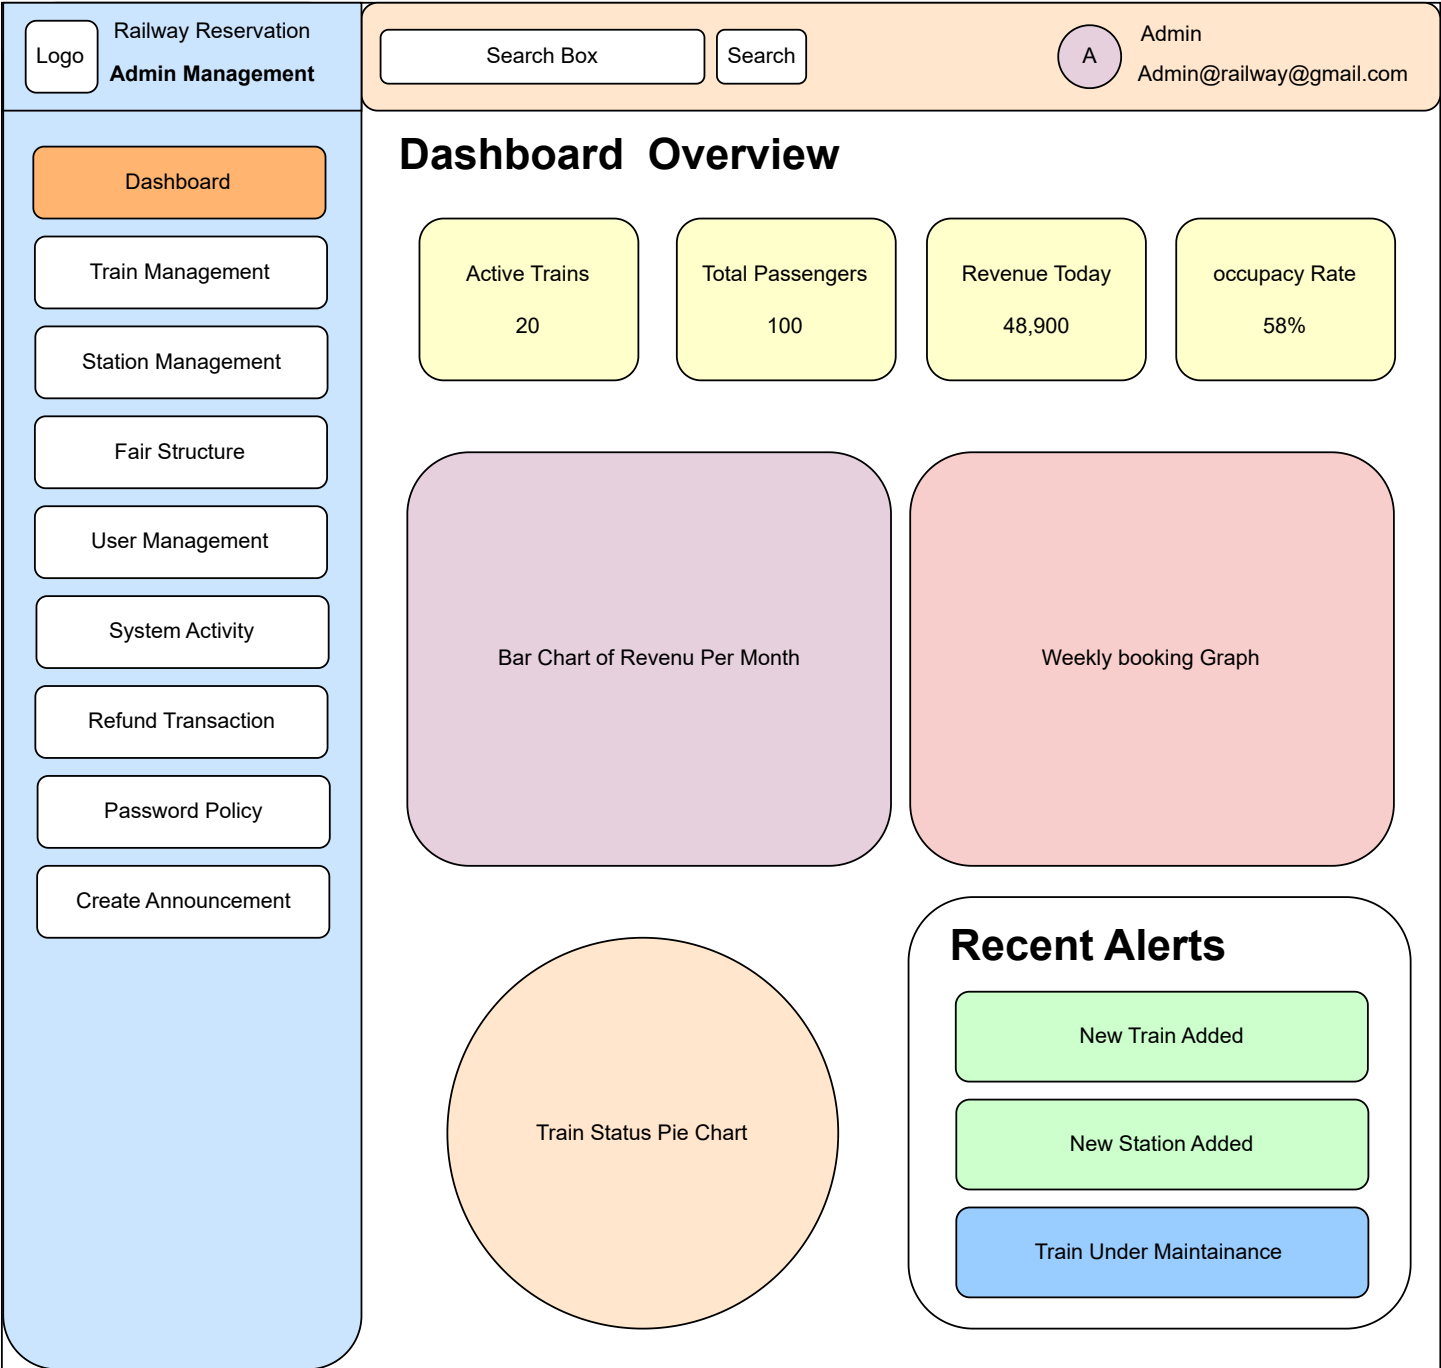 Logo
Railway Reservation
Admin Management
Search Box
Search
A
Admin
Admin@railway@gmail.com
Dashboard
Train Management
Station Management
Fair Structure
User Management
System Activity
Refund Transaction
Password Policy
Create Announcement
Dashboard Overview
Active Trains
20
Total Passengers
100
Revenue Today
48,900
occupacy Rate
58%
Bar Chart of Revenu Per Month
Weekly booking Graph
Train Status Pie Chart
Recent Alerts
New Train Added
New Station Added
Train Under Maintainance